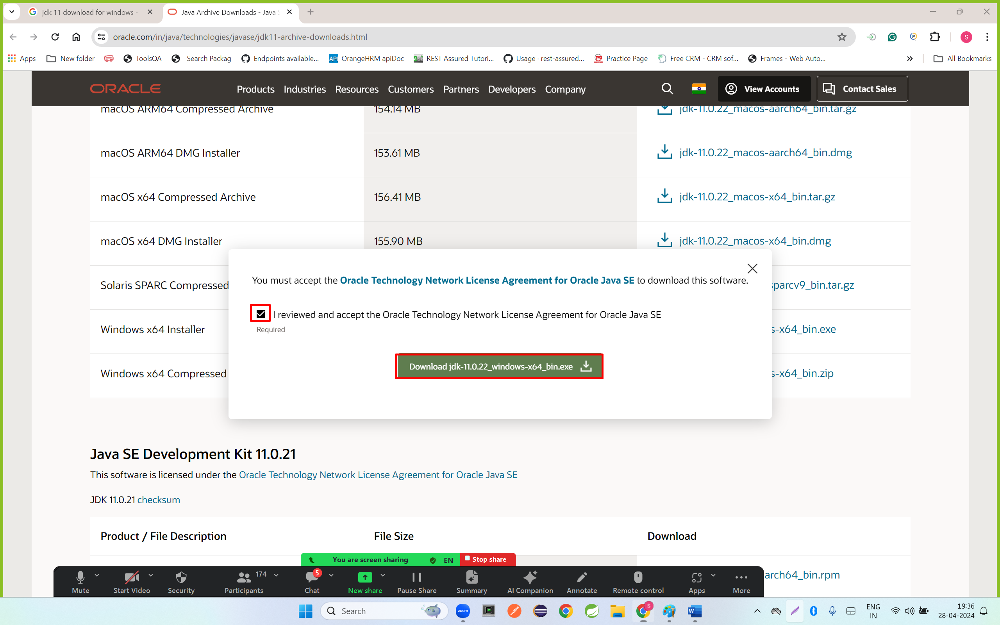 jdk 11 download for windows -
Java Archive Downloads - Java S
oracle.com/in/java/technologies/javase/jdk11-archive-downloads.html
S
Apps
New folder
ToolsQA
_Search Packag
Endpoints available...
API
OrangeHRM apiDoc
REST Assured Tutori...
Usage · rest-assured...
Practice Page
Free CRM - CRM sof...
Frames - Web Auto...
All Bookmarks
ORACLE
Products
Industries
Resources
Customers
Partners
Developers
Company
View Accounts
Contact Sales
macOS ARM64 Compressed Archive
154.14 MB
jdk-11.0.22_macos-aarch64_bin.tar.gz
macOS ARM64 DMG Installer
153.61 MB
jdk-11.0.22_macos-aarch64_bin.dmg
macOS x64 Compressed Archive
156.41 MB
jdk-11.0.22_macos-x64_bin.tar.gz
macOS x64 DMG Installer
155.90 MB
jdk-11.0.22_macos-x64_bin.dmg
You must accept the Oracle Technology Network License Agreement for Oracle Java SE to download this software.
Solaris SPARC Compressed
sparcv9_bin.tar.gz
I reviewed and accept the Oracle Technology Network License Agreement for Oracle Java SE
Required
Windows x64 Installer
s-x64_bin.exe
Download jdk-11.0.22_windows-x64_bin.exe
Windows x64 Compressed
s-x64_bin.zip
Java SE Development Kit 11.0.21
This software is licensed under the Oracle Technology Network License Agreement for Oracle Java SE
JDK 11.0.21 checksum
Product / File Description
File Size
Download
You are screen sharing
EN
Stop share
arch64_bin.rpm
174
5
Mute
Start Video
Security
Participants
Chat
New share
Pause Share
Summary
AI Companion
Annotate
Remote control
Apps
More
Search
zoom
S
W
ENG
IN
19:36
28-04-2024